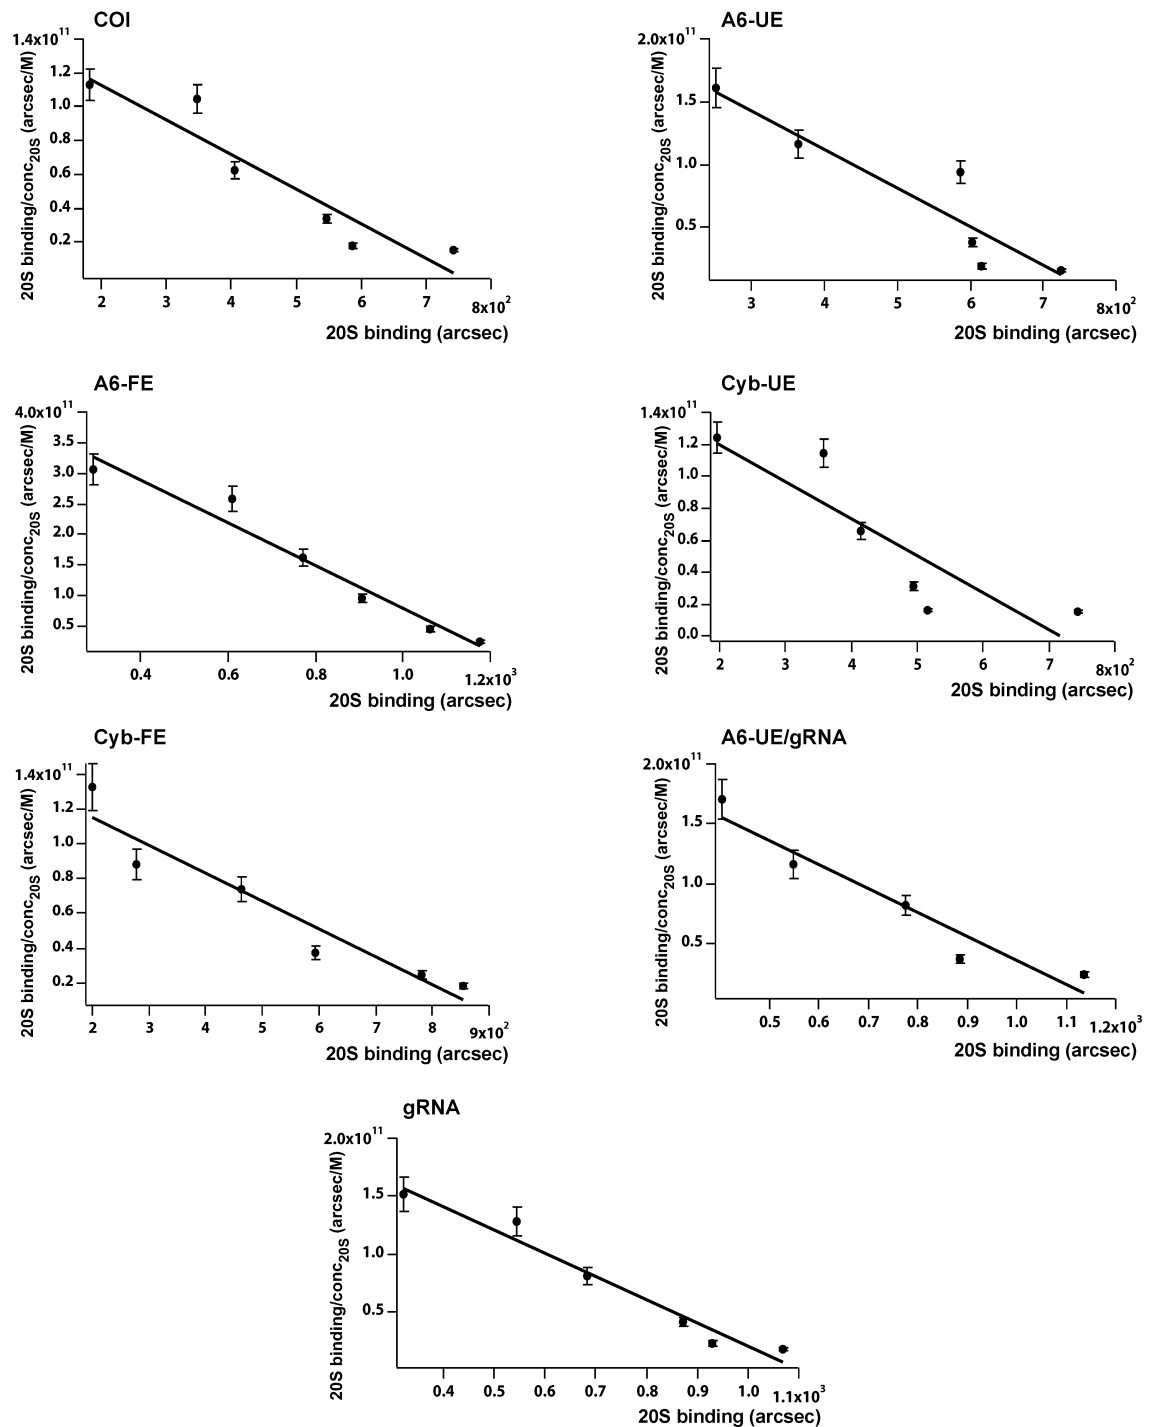 COI
1.4x10^11
1.2
1.0
0.8
0.6
0.4
0.2
20S binding/conc20S (arcsec/M)
2 3 4 5 6 7 8x10^2
20S binding (arcsec)
A6-UE
2.0x10^11
1.5
1.0
0.5
20S binding/conc20S (arcsec/M)
3 4 5 6 7 8x10^2
20S binding (arcsec)
A6-FE
4.0x10^11
3.5
3.0
2.5
2.0
1.5
1.0
0.5
20S binding/conc20S (arcsec/M)
0.4 0.6 0.8 1.0 1.2x10^3
20S binding (arcsec)
Cyb-UE
1.4x10^11
1.2
1.0
0.8
0.6
0.4
0.2
0.0
20S binding/conc20S (arcsec/M)
2 3 4 5 6 7 8x10^2
20S binding (arcsec)
Cyb-FE
1.4x10^11
1.2
1.0
0.8
0.6
0.4
0.2
20S binding/conc20S (arcsec/M)
2 3 4 5 6 7 8 9x10^2
20S binding (arcsec)
A6-UE/gRNA
2.0x10^11
1.5
1.0
0.5
20S binding/conc20S (arcsec/M)
0.5 0.6 0.7 0.8 0.9 1.0 1.1 1.2x10^3
20S binding (arcsec)
gRNA
2.0x10^11
1.5
1.0
0.5
20S binding/conc20S (arcsec/M)
0.4 0.5 0.6 0.7 0.8 0.9 1.0 1.1x10^3
20S binding (arcsec)